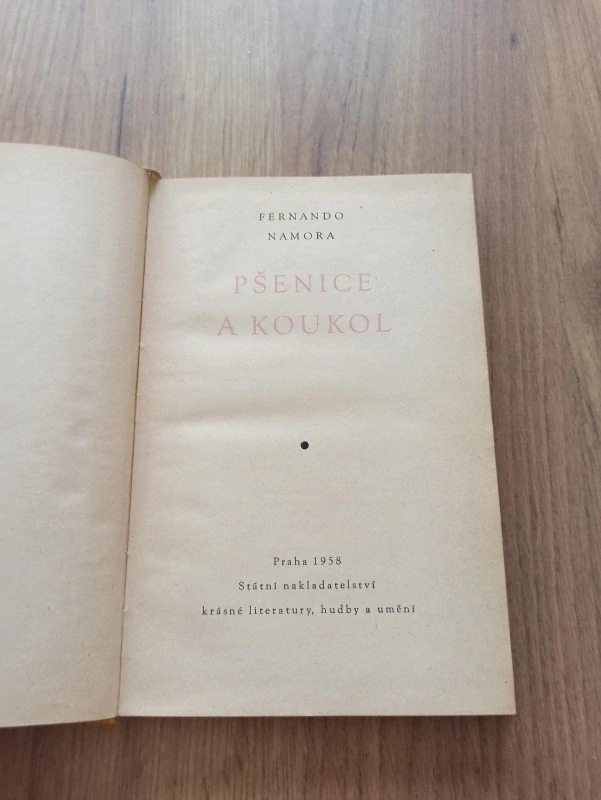 FERNANDO
NAMORA
PŠENICE
A KOUKOL
Praha 1958
Státní nakladatelství
krásné literatury, hudby a umění